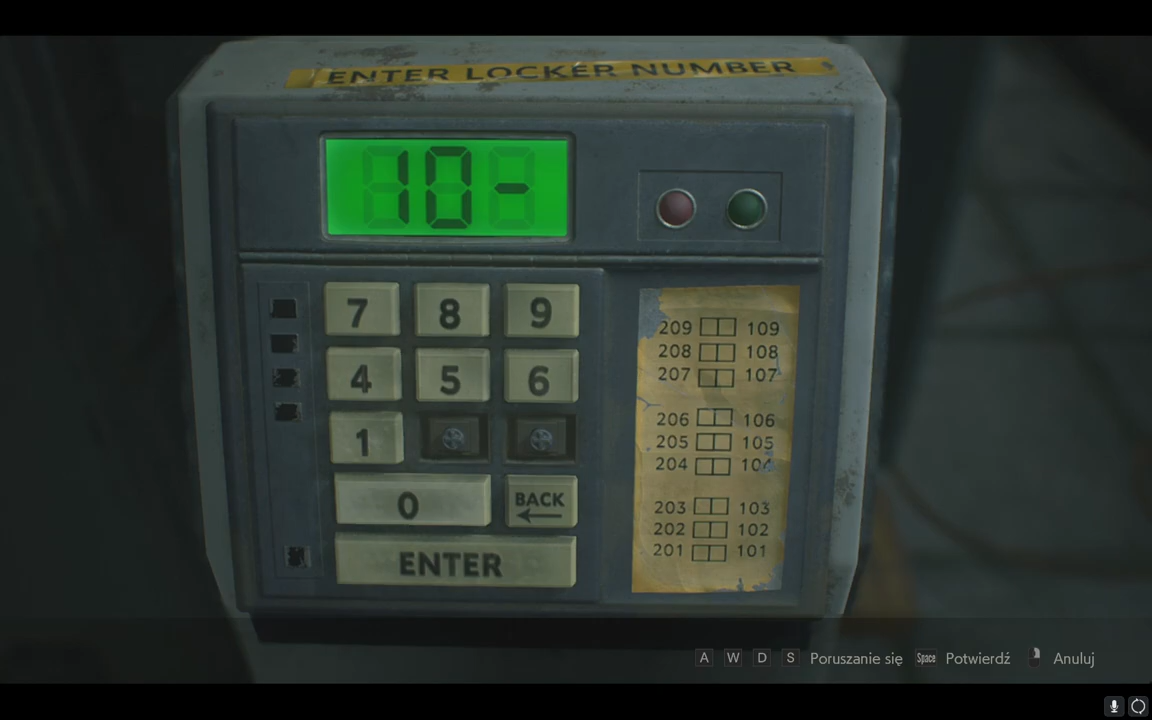 ENTER LOCKER NUMBER
10-
7 8 9
4 5 6
1
0 BACK
ENTER
209 109
208 108
207 107
206 106
205 105
204 104
203 103
202 102
201 101
A W D S Poruszanie się Space Potwierdź Anuluj